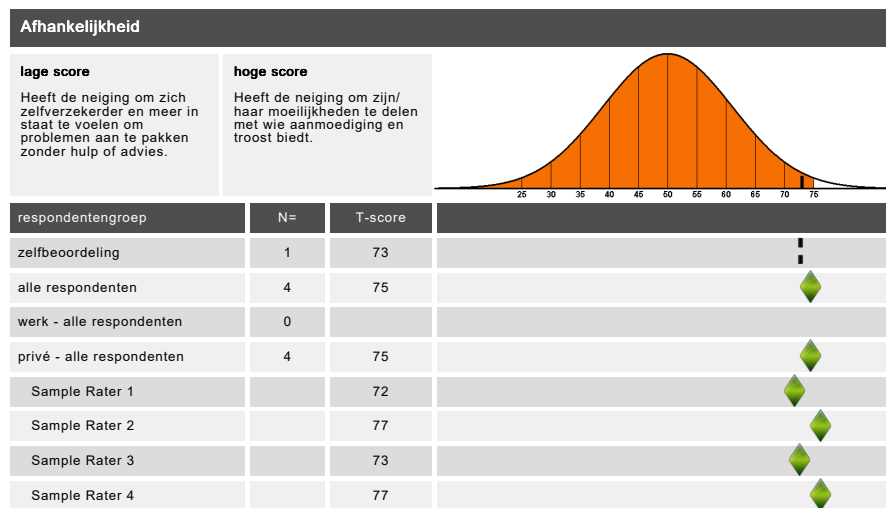 Afhankelijkheid
lage score
Heeft de neiging om zich
zelfverzekerder en meer in
staat te voelen om
problemen aan te pakken
zonder hulp of advies.
hoge score
Heeft de neiging om zijn/
haar moeilijkheden te delen
met wie aanmoediging en
troost biedt.
25 30 35 40 45 50 55 60 65 70 75
respondentengroep N= T-score
zelfbeoordeling 1 73
alle respondenten 4 75
werk - alle respondenten 0
privé - alle respondenten 4 75
Sample Rater 1 72
Sample Rater 2 77
Sample Rater 3 73
Sample Rater 4 77